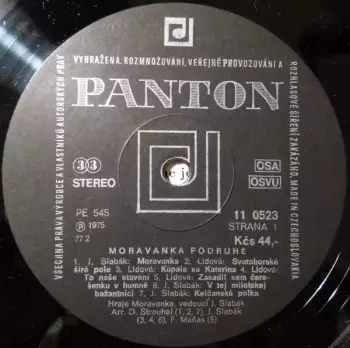 VŠECHNA PRÁVA VÝROBCE A VLASTNÍKŮ AUTORSKÝCH PRÁV VYHRAŽENA. ROZMNOŽOVÁNÍ, VEŘEJNÉ PROVOZOVÁNÍ A ROZHLASOVÉ ŠÍŘENÍ ZAKÁZÁNO. MADE IN CZECHOSLOVAKIA
PANTON
33
STEREO
OSA
OSVU
PE 545
℗ 1975
77 2
11 0523
STRANA 1
Kčs 44,-
MORAVANKA PODRUHÉ
1. J. Slabák: Moravanka 2. Lidová: Svatobořské
širé pole 3. Lidová: Kúpala sa Katerina 4. Lidová:
To naše stavení 5. Lidová: Zasadil sem čere-
šenku v humně 6. J. Slabák: V tej milotskej
bažantnici 7. J. Slabák: Kelčanská polka
Hraje Moravanka, vedoucí J. Slabák
Arr. D. Strouhal (1, 2, 7), J. Slabák
(3, 4, 6), F. Maňas (5)